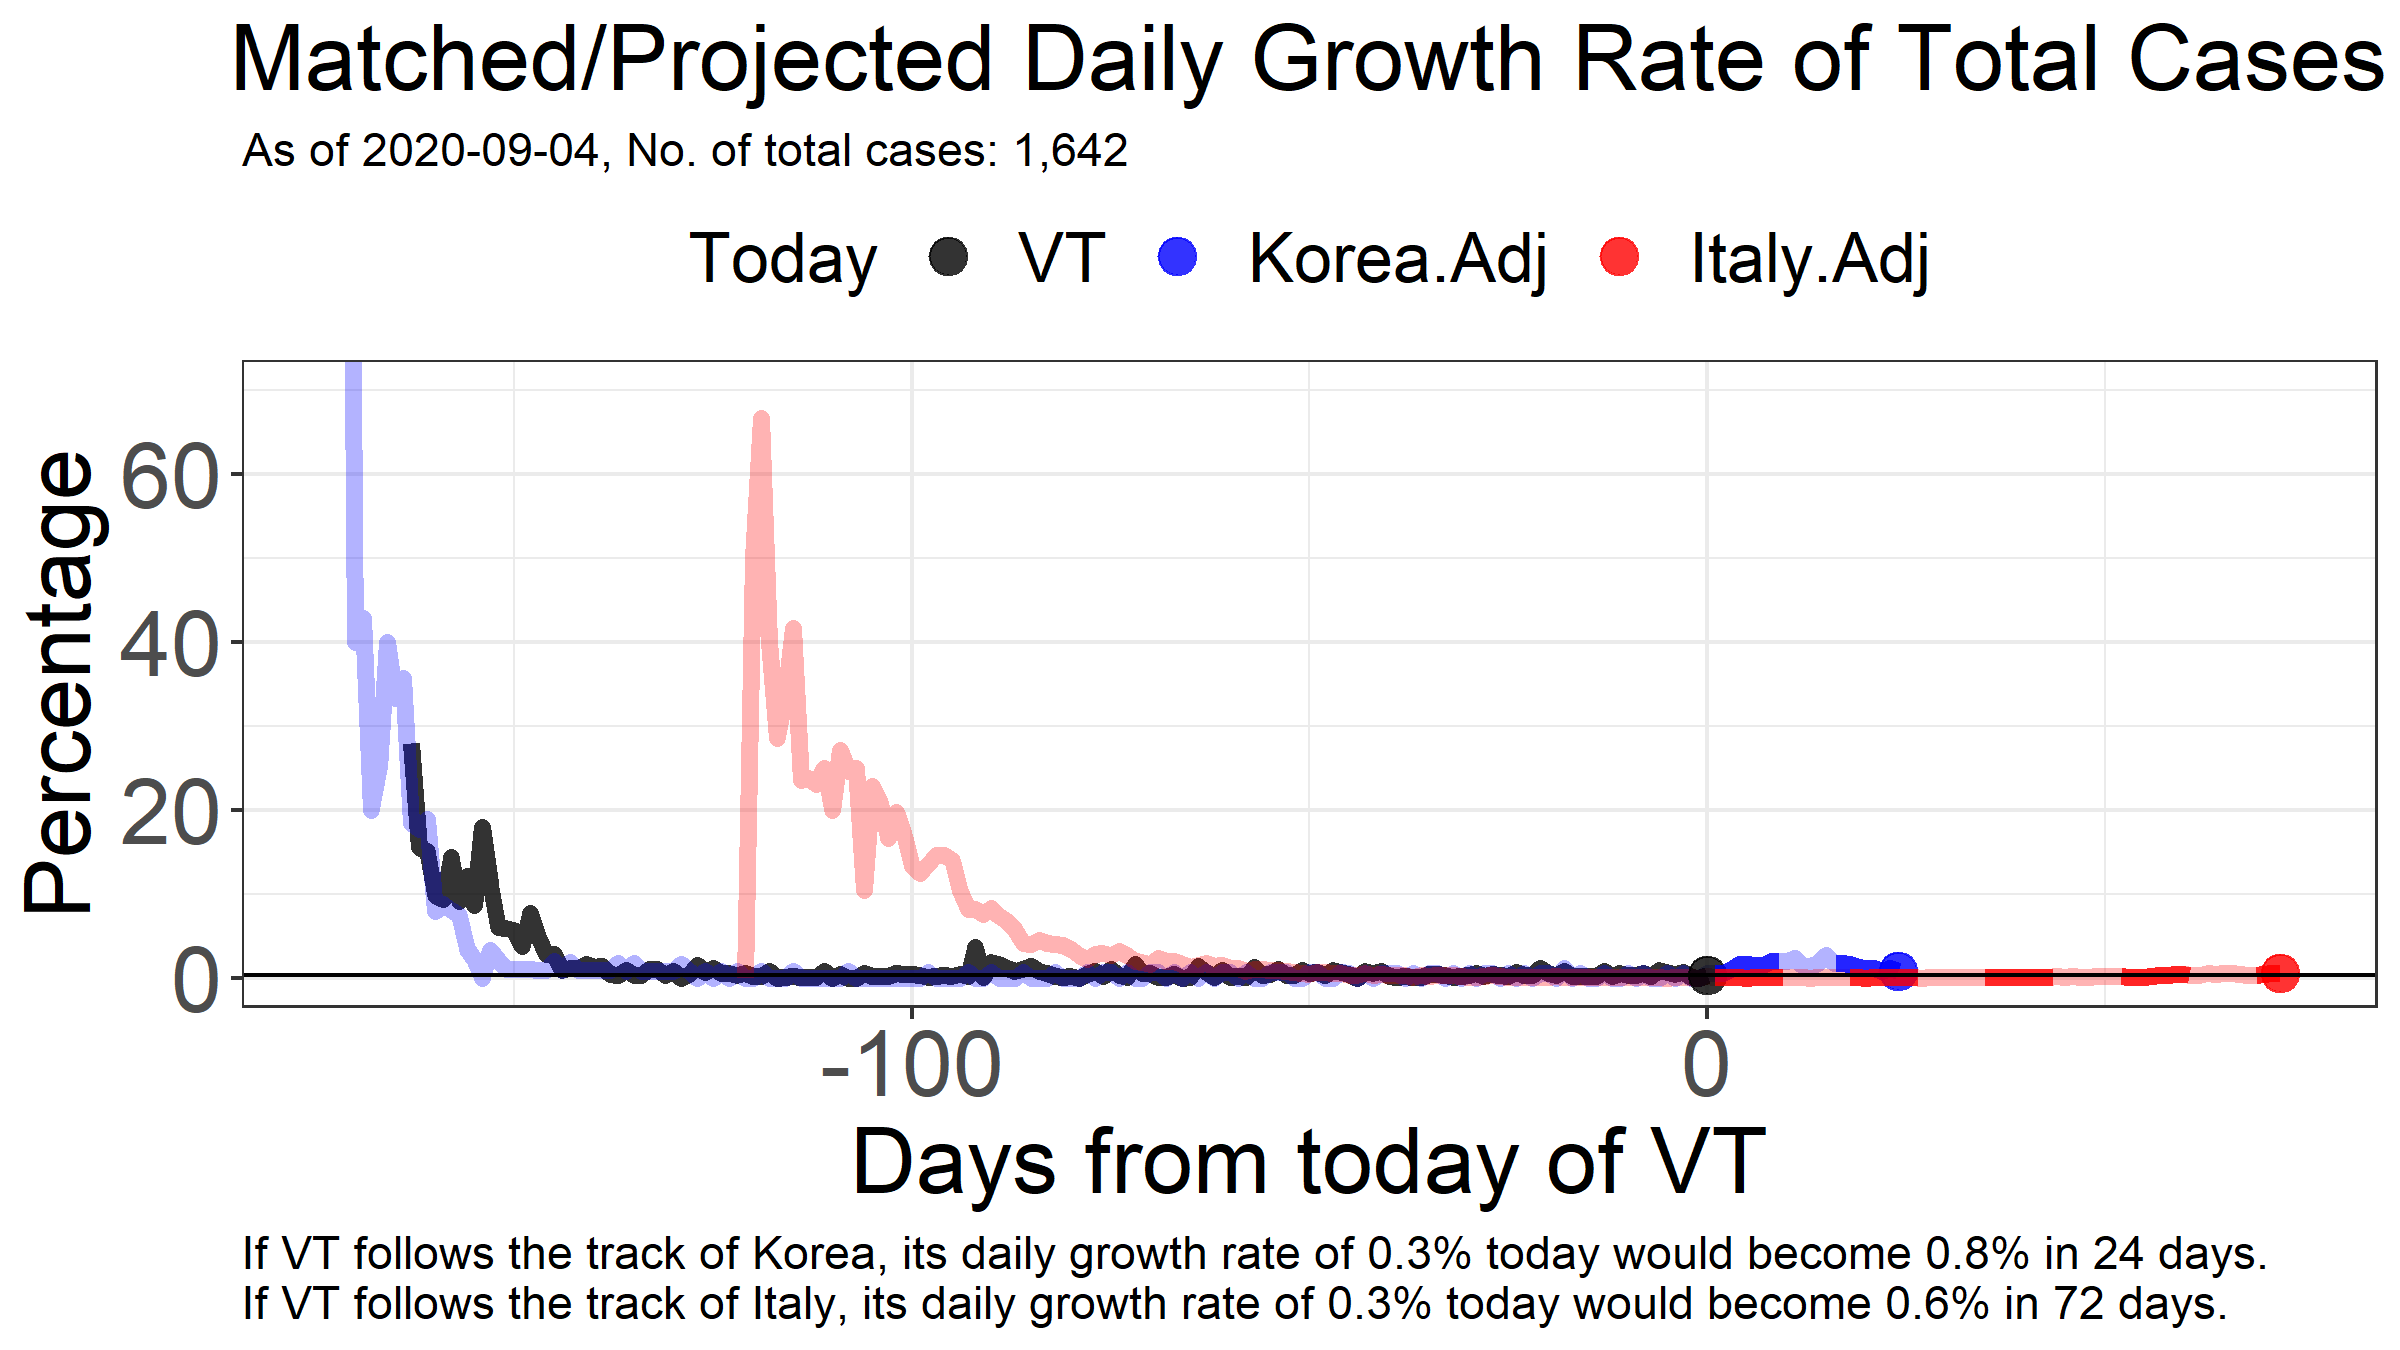 Matched/Projected Daily Growth Rate of Total Cases
As of 2020-09-04, No. of total cases: 1,642
Today VT Korea.Adj Italy.Adj
Percentage
60
40
20
0
-100 0
Days from today of VT
If VT follows the track of Korea, its daily growth rate of 0.3% today would become 0.8% in 24 days.
If VT follows the track of Italy, its daily growth rate of 0.3% today would become 0.6% in 72 days.